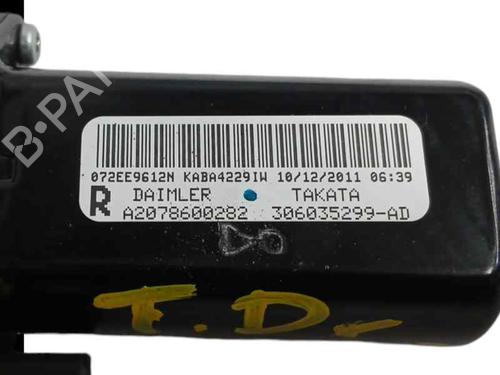 B-PA
072EE9612N KABA4229IW 10/12/2011 06:39
R DAIMLER TAKATA
A2078600282 306035299-AD
T.D